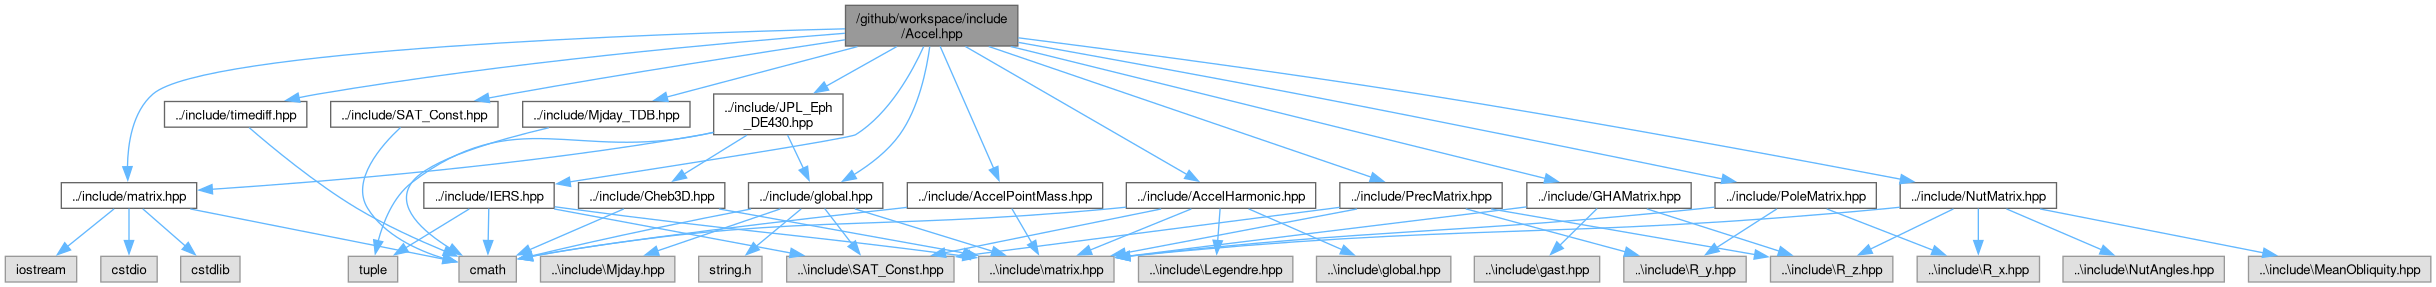 /github/workspace/include
/Accel.hpp
../include/timediff.hpp
../include/SAT_Const.hpp
../include/Mjday_TDB.hpp
../include/JPL_Eph
_DE430.hpp
../include/matrix.hpp
../include/IERS.hpp
../include/Cheb3D.hpp
../include/global.hpp
../include/AccelPointMass.hpp
../include/AccelHarmonic.hpp
../include/PrecMatrix.hpp
../include/GHAMatrix.hpp
../include/PoleMatrix.hpp
../include/NutMatrix.hpp
iostream
cstdio
cstdlib
tuple
cmath
..\include\Mjday.hpp
string.h
..\include\SAT_Const.hpp
..\include\matrix.hpp
..\include\Legendre.hpp
..\include\global.hpp
..\include\gast.hpp
..\include\R_y.hpp
..\include\R_z.hpp
..\include\R_x.hpp
..\include\NutAngles.hpp
..\include\MeanObliquity.hpp